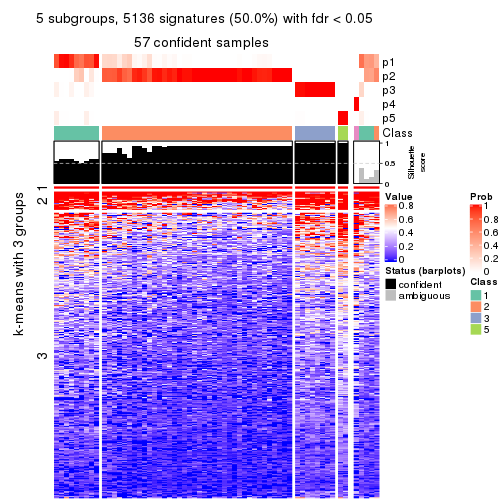 5 subgroups, 5136 signatures (50.0%) with fdr < 0.05
57 confident samples
p1
p2
p3
p4
p5
Class
1
0.5
0
Silhouette
score
k-means with 3 groups
1
2
3
Value
0.8
0.6
0.4
0.2
0
Status (barplots)
confident
ambiguous
Prob
1
0.8
0.6
0.4
0.2
0
Class
1
2
3
5